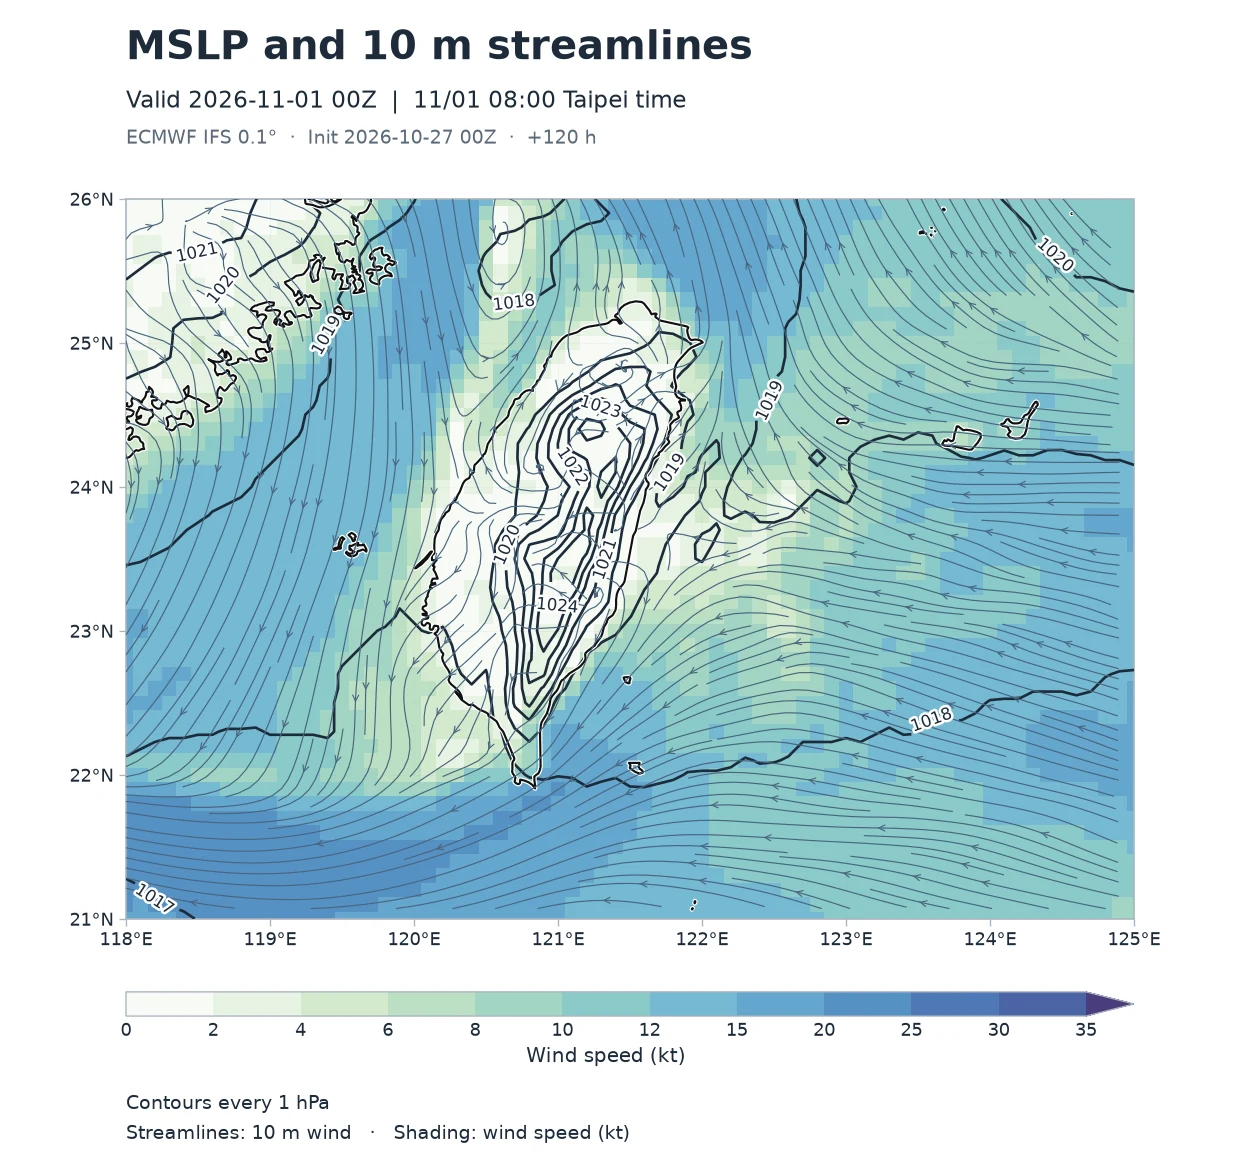 MSLP and 10 m streamlines
Valid 2026-11-01 00Z | 11/01 08:00 Taipei time
ECMWF IFS 0.1° · Init 2026-10-27 00Z · +120 h
26°N
25°N
24°N
23°N
22°N
21°N
1021
1020
1019
1018
1020
1019
1023
1022
1019
1020
1021
1024
1018
1017
118°E 119°E 120°E 121°E 122°E 123°E 124°E 125°E
0 2 4 6 8 10 12 15 20 25 30 35
Wind speed (kt)
Contours every 1 hPa
Streamlines: 10 m wind · Shading: wind speed (kt)